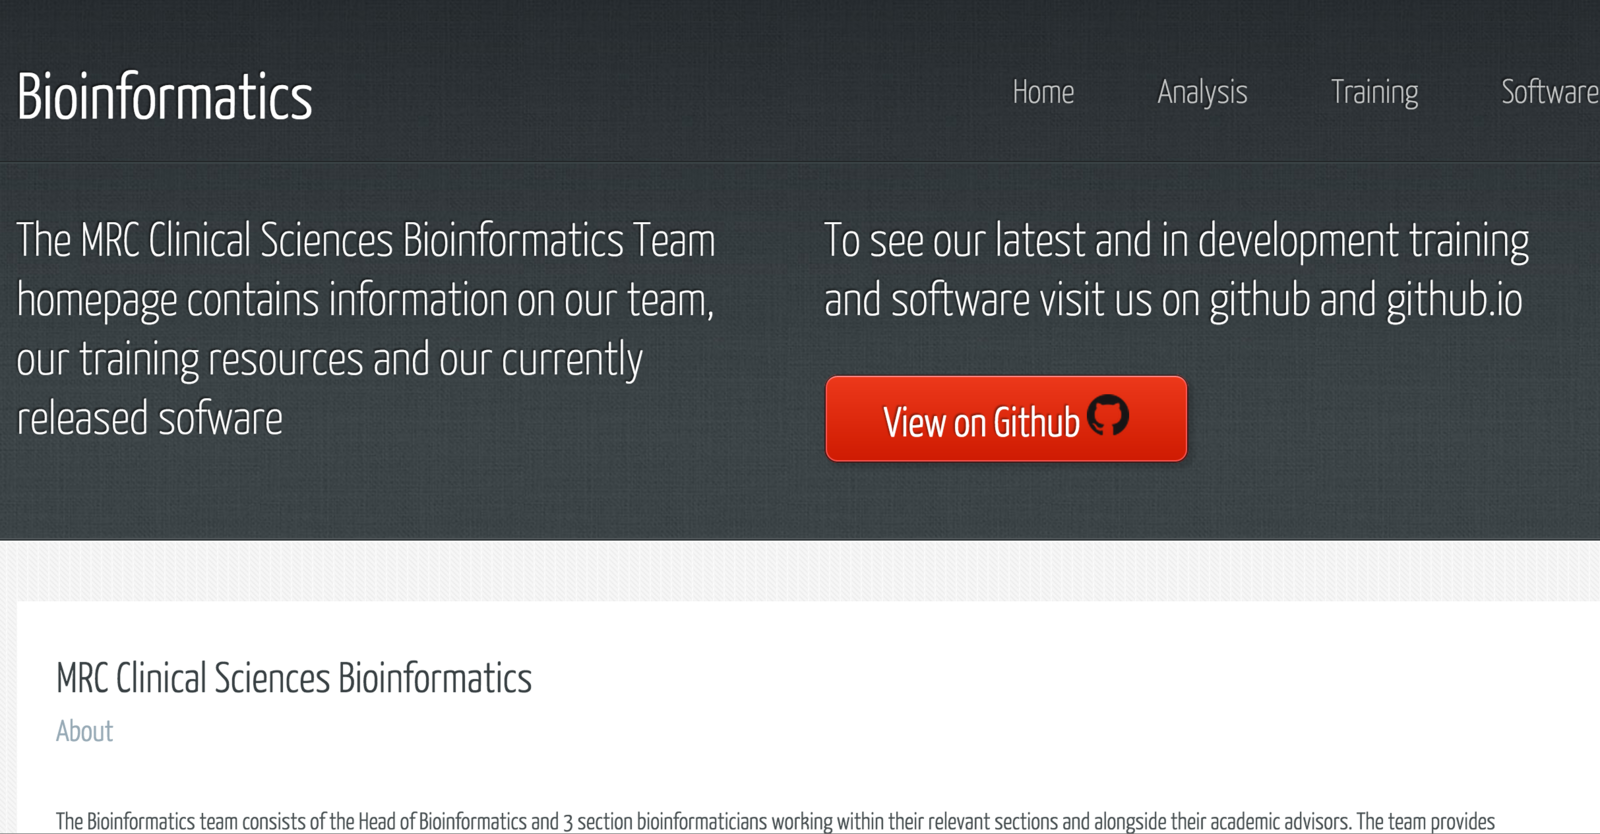 Bioinformatics
Home Analysis Training Software
The MRC Clinical Sciences Bioinformatics Team
homepage contains information on our team,
our training resources and our currently
released sofware
To see our latest and in development training
and software visit us on github and github.io
View on Github
MRC Clinical Sciences Bioinformatics
About
The Bioinformatics team consists of the Head of Bioinformatics and 3 section bioinformaticians working within their relevant sections and alongside their academic advisors. The team provides